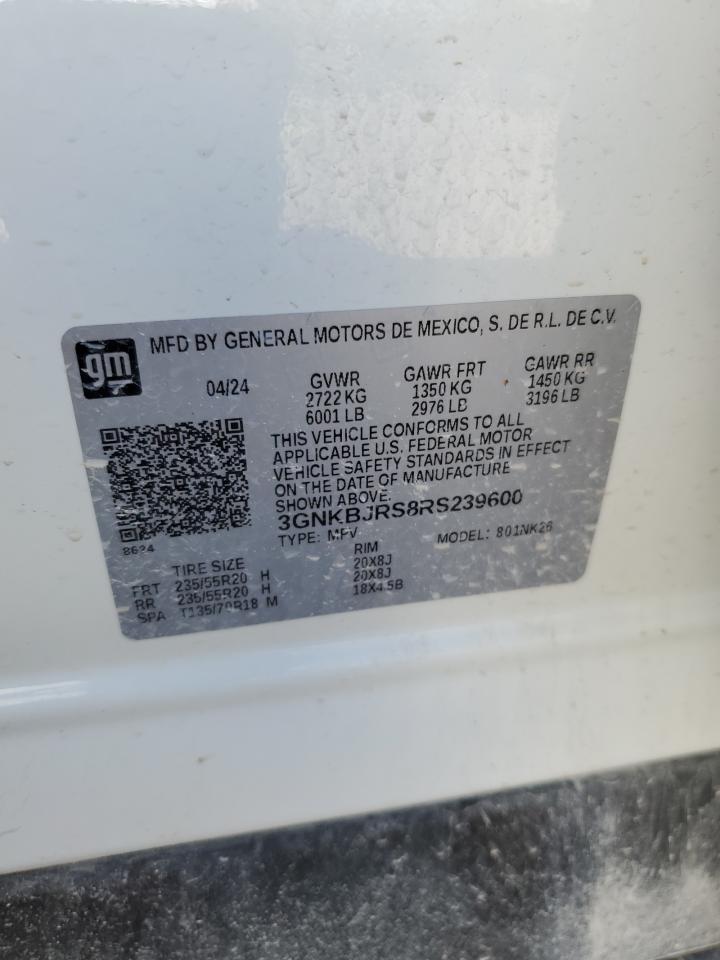 gm
MFD BY GENERAL MOTORS DE MEXICO, S. DE R.L. DE C.V.
04/24 GVWR GAWR FRT GAWR RR
2722 KG 1350 KG 1450 KG
6001 LB 2976 LB 3196 LB
THIS VEHICLE CONFORMS TO ALL
APPLICABLE U.S. FEDERAL MOTOR
VEHICLE SAFETY STANDARDS IN EFFECT
ON THE DATE OF MANUFACTURE
SHOWN ABOVE.
3GNKBJRS8RS239600
TYPE: MPV MODEL: 801NK26
8624
TIRE SIZE RIM
FRT 235/55R20 H 20X8J
RR 235/55R20 H 20X8J
SPA T135/70R18 M 18X4.5B